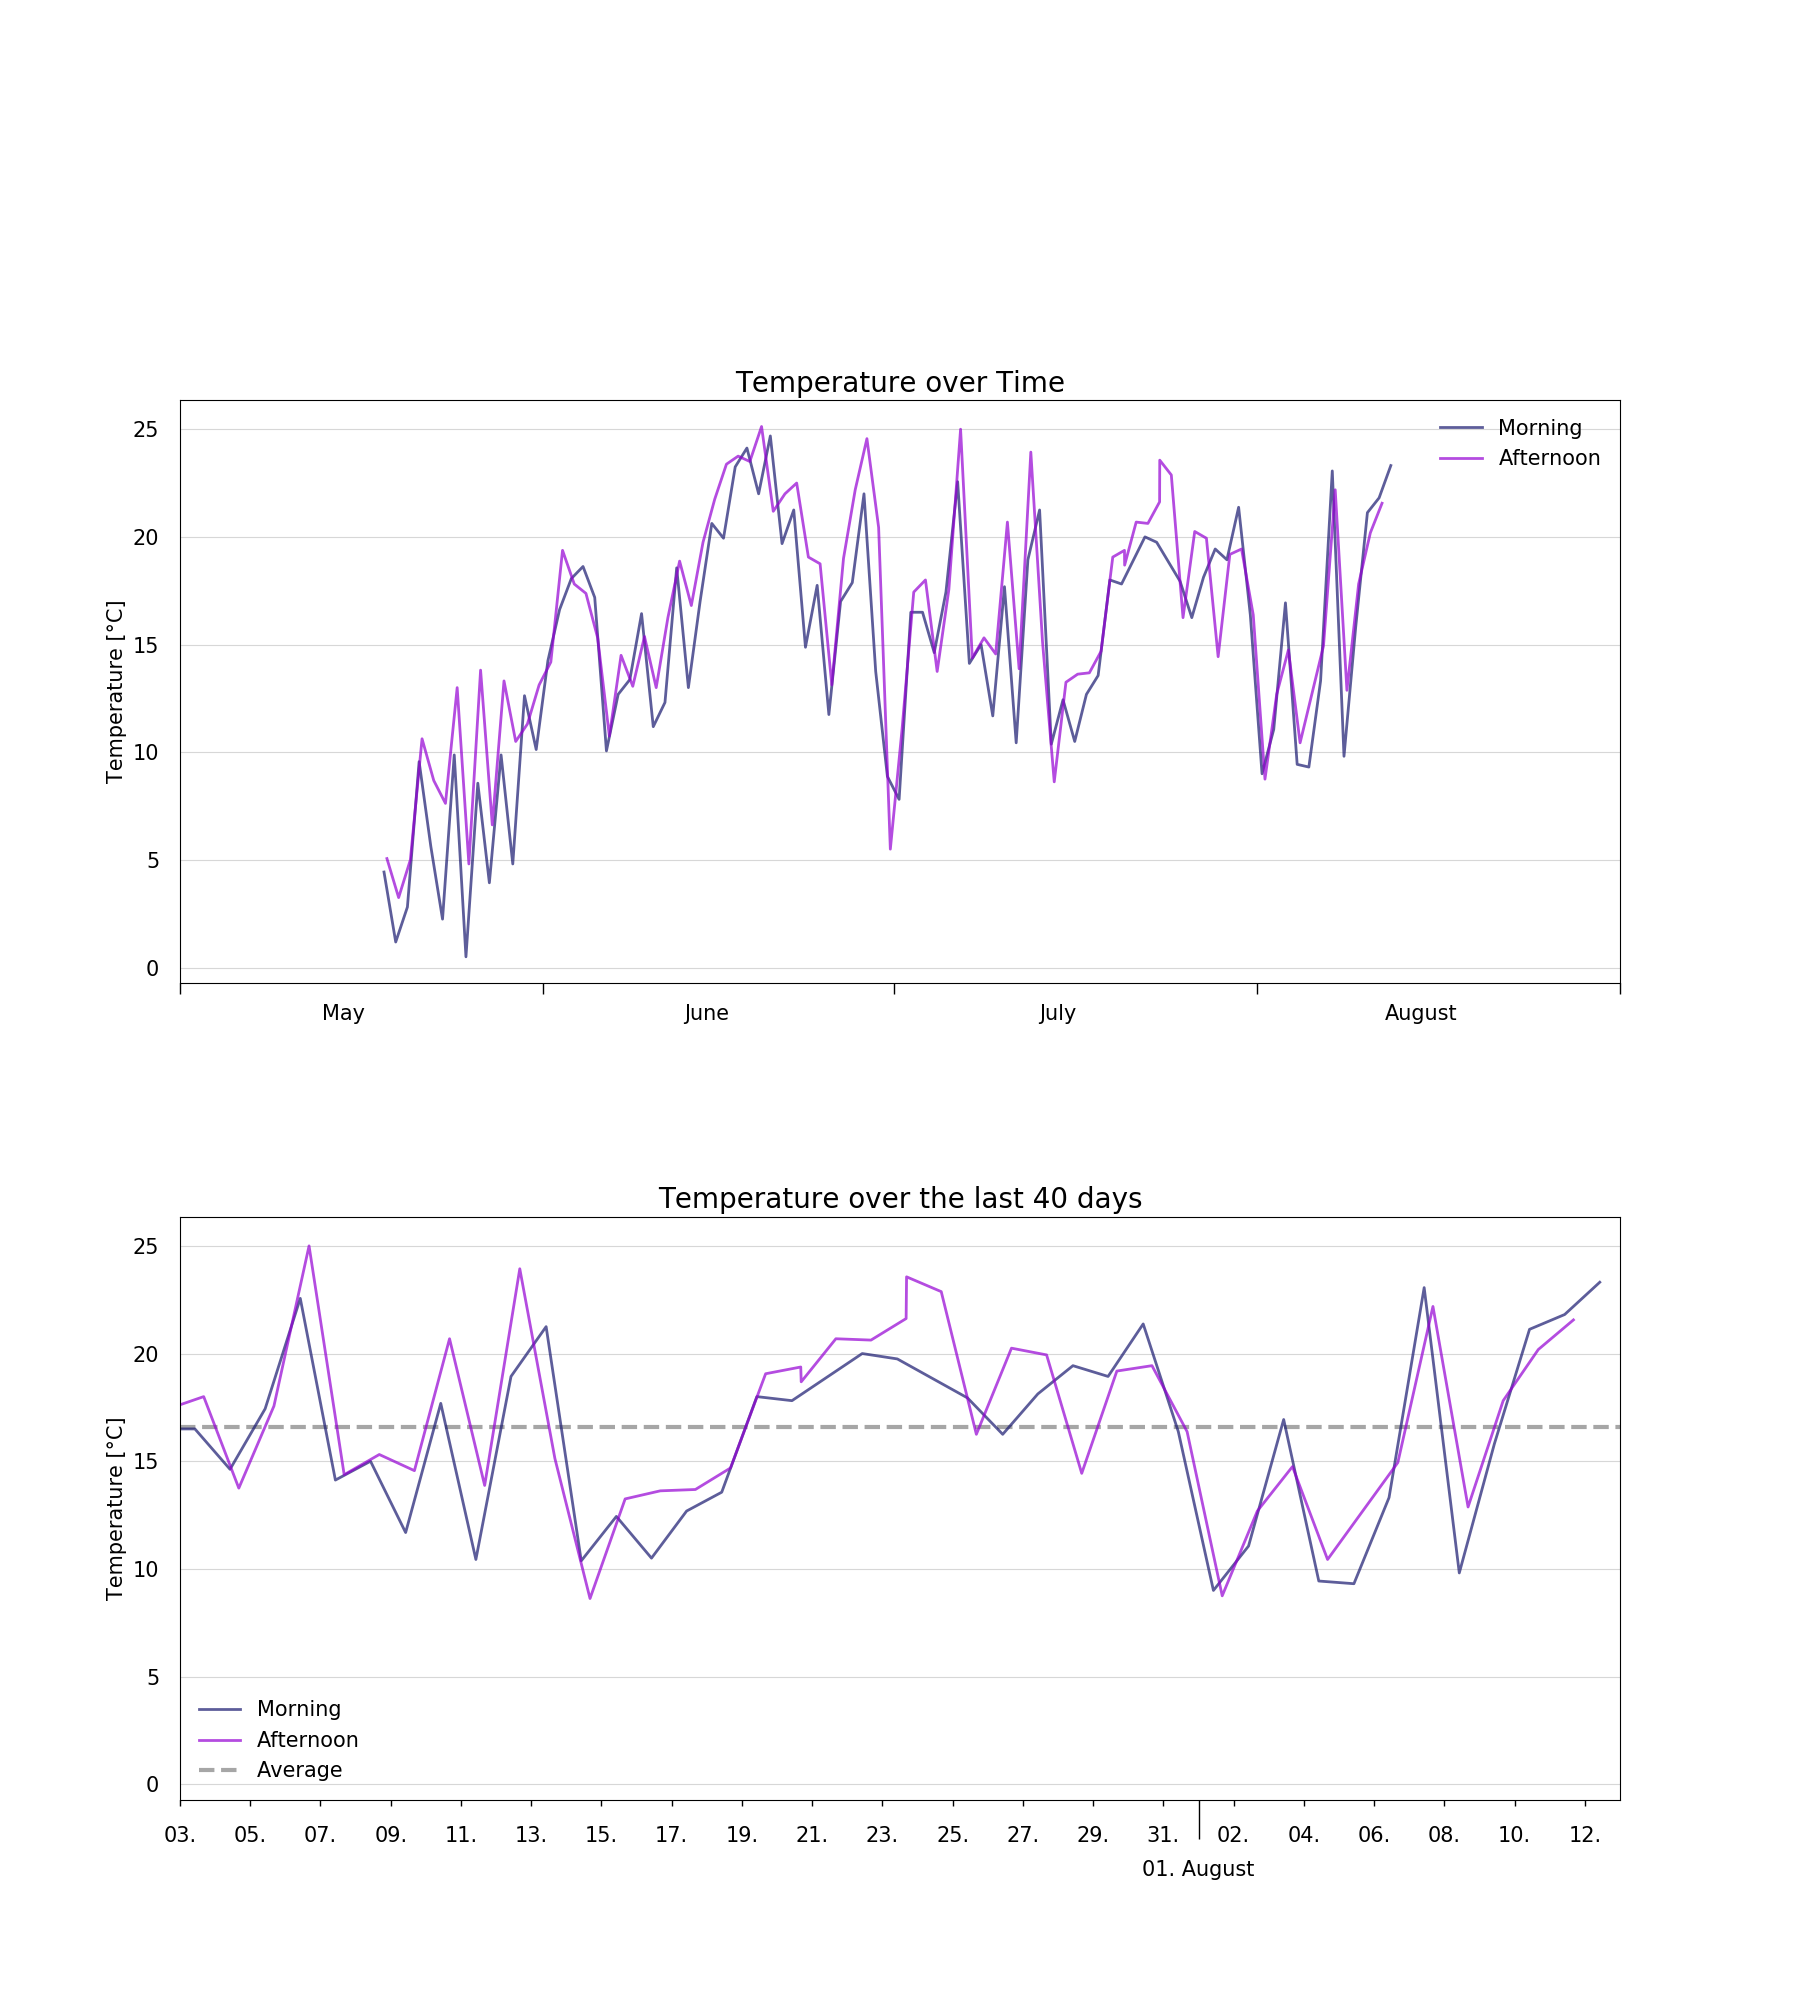 Temperature over Time
Temperature [°C]
25
20
15
10
5
0
Morning
Afternoon
May June July August
Temperature over the last 40 days
Temperature [°C]
25
20
15
10
5
0
Morning
Afternoon
Average
03. 05. 07. 09. 11. 13. 15. 17. 19. 21. 23. 25. 27. 29. 31. 02. 04. 06. 08. 10. 12.
01. August